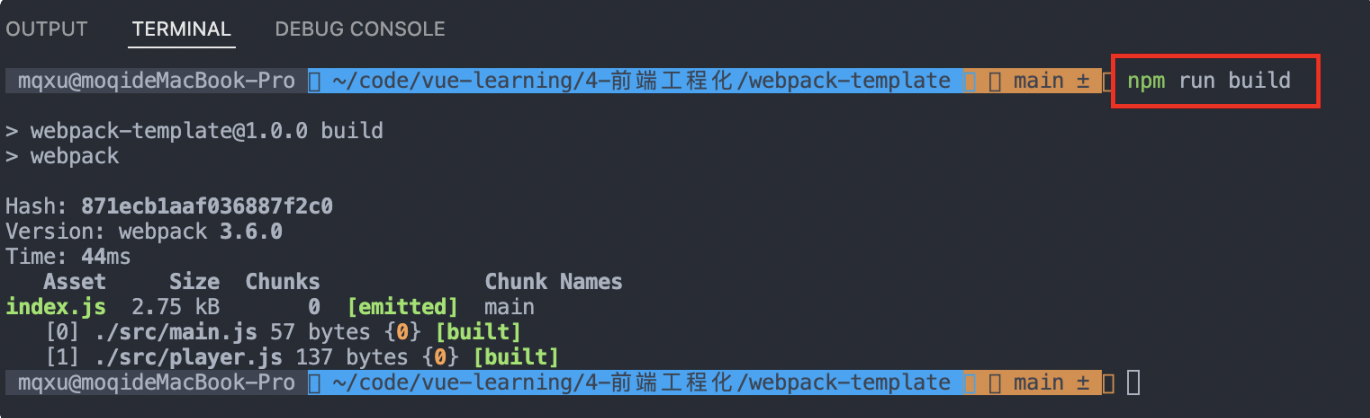 OUTPUT TERMINAL DEBUG CONSOLE
mqxu@moqideMacBook-Pro ~/code/vue-learning/4-前端工程化/webpack-template main ± npm run build
> webpack-template@1.0.0 build
> webpack
Hash: 871ecb1aaf036887f2c0
Version: webpack 3.6.0
Time: 44ms
Asset Size Chunks Chunk Names
index.js 2.75 kB 0 [emitted] main
[0] ./src/main.js 57 bytes {0} [built]
[1] ./src/player.js 137 bytes {0} [built]
mqxu@moqideMacBook-Pro ~/code/vue-learning/4-前端工程化/webpack-template main ±